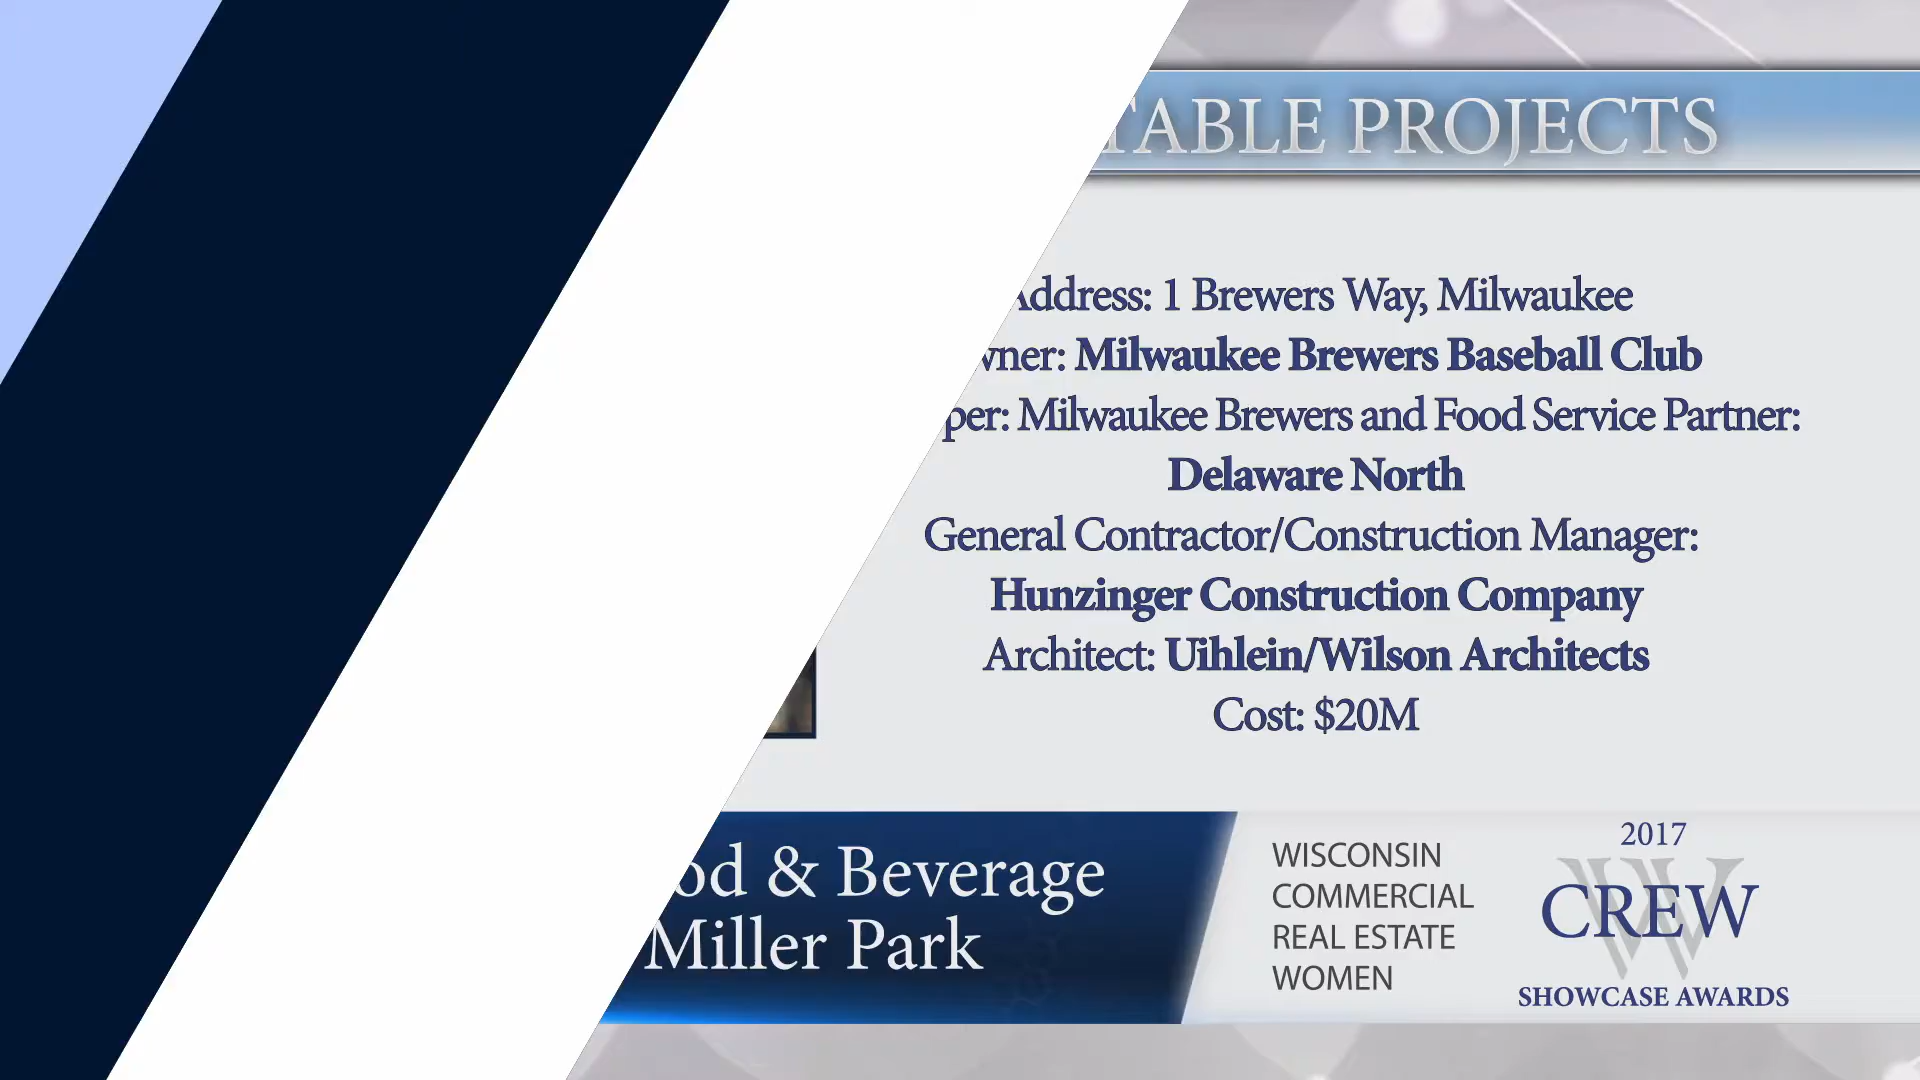 TABLE PROJECTS
Address: 1 Brewers Way, Milwaukee
wner: Milwaukee Brewers Baseball Club
per: Milwaukee Brewers and Food Service Partner:
Delaware North
General Contractor/Construction Manager:
Hunzinger Construction Company
Architect: Uihlein/Wilson Architects
Cost: $20M
od & Beverage
Miller Park
WISCONSIN
COMMERCIAL
REAL ESTATE
WOMEN
2017
CREW
SHOWCASE AWARDS